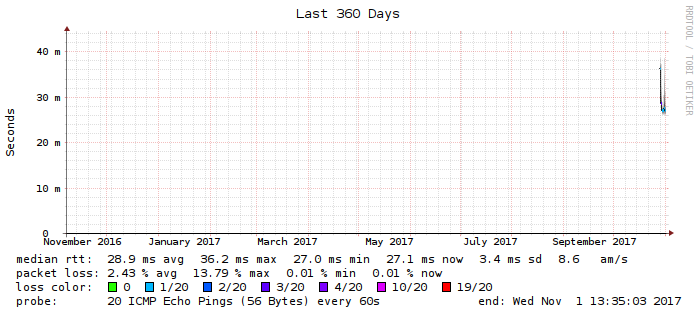 Last 360 Days
RRDTOOL / TOBI OETIKER
Seconds
40 m
30 m
20 m
10 m
0
November 2016 January 2017 March 2017 May 2017 July 2017 September 2017
median rtt: 28.9 ms avg 36.2 ms max 27.0 ms min 27.1 ms now 3.4 ms sd 8.6 am/s
packet loss: 2.43 % avg 13.79 % max 0.01 % min 0.01 % now
loss color: 0 1/20 2/20 3/20 4/20 10/20 19/20
probe: 20 ICMP Echo Pings (56 Bytes) every 60s end: Wed Nov 1 13:35:03 2017